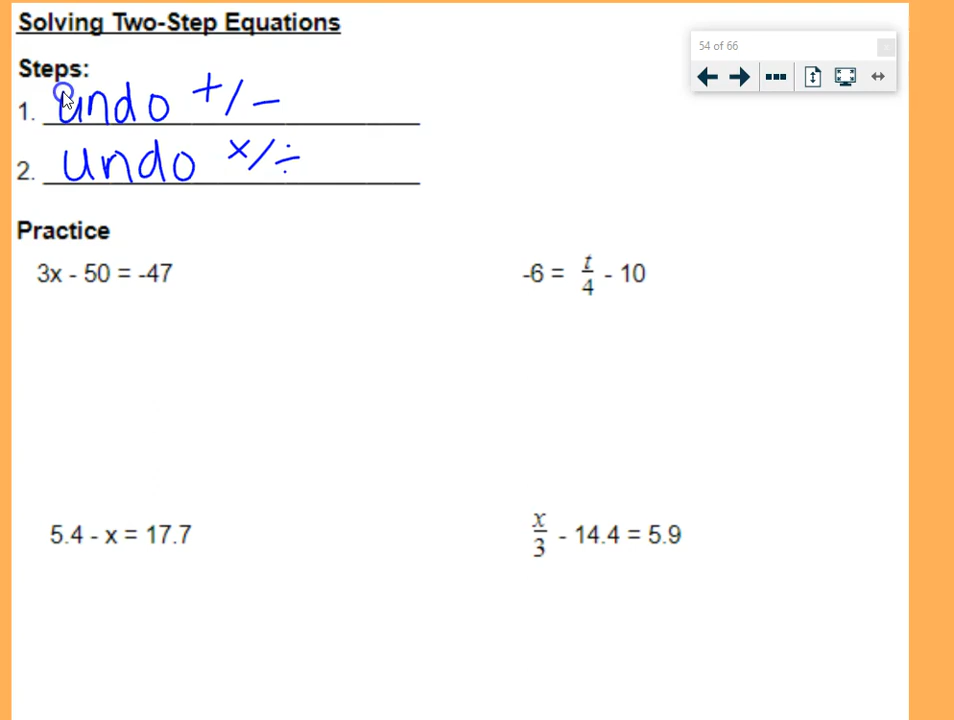 Solving Two-Step Equations
54 of 66
Steps:
1. undo +/-
2. undo ×/÷
Practice
3x - 50 = -47
-6 = t/4 - 10
5.4 - x = 17.7
x/3 - 14.4 = 5.9